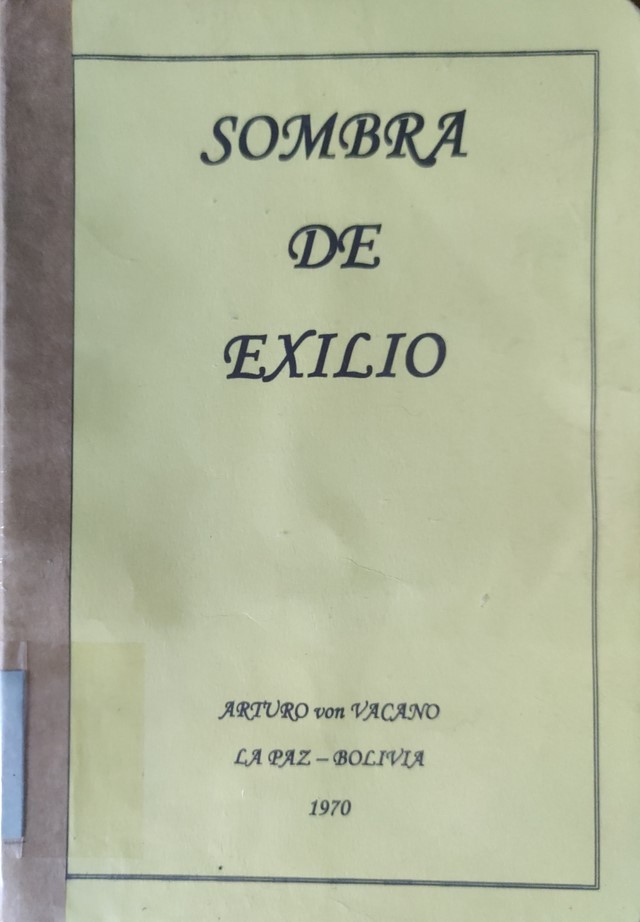 SOMBRA
DE
EXILIO
ARTURO von VACANO
LA PAZ – BOLIVIA
1970